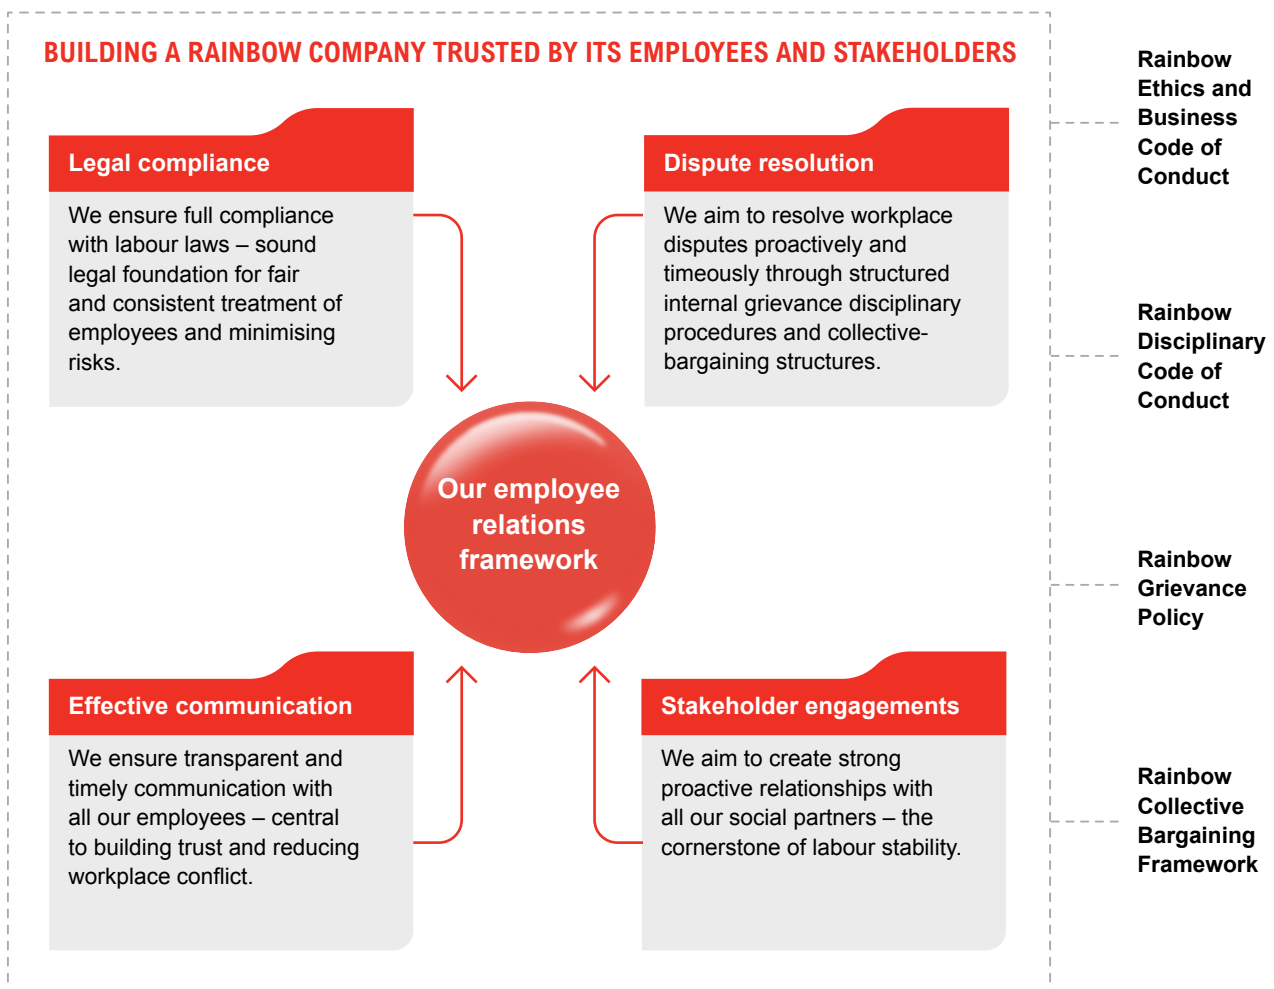 BUILDING A RAINBOW COMPANY TRUSTED BY ITS EMPLOYEES AND STAKEHOLDERS
Legal compliance
We ensure full compliance
with labour laws – sound
legal foundation for fair
and consistent treatment of
employees and minimising
risks.
Dispute resolution
We aim to resolve workplace
disputes proactively and
timeously through structured
internal grievance disciplinary
procedures and collective-
bargaining structures.
Our employee
relations
framework
Effective communication
We ensure transparent and
timely communication with
all our employees – central
to building trust and reducing
workplace conflict.
Stakeholder engagements
We aim to create strong
proactive relationships with
all our social partners – the
cornerstone of labour stability.
Rainbow
Ethics and
Business
Code of
Conduct
Rainbow
Disciplinary
Code of
Conduct
Rainbow
Grievance
Policy
Rainbow
Collective
Bargaining
Framework